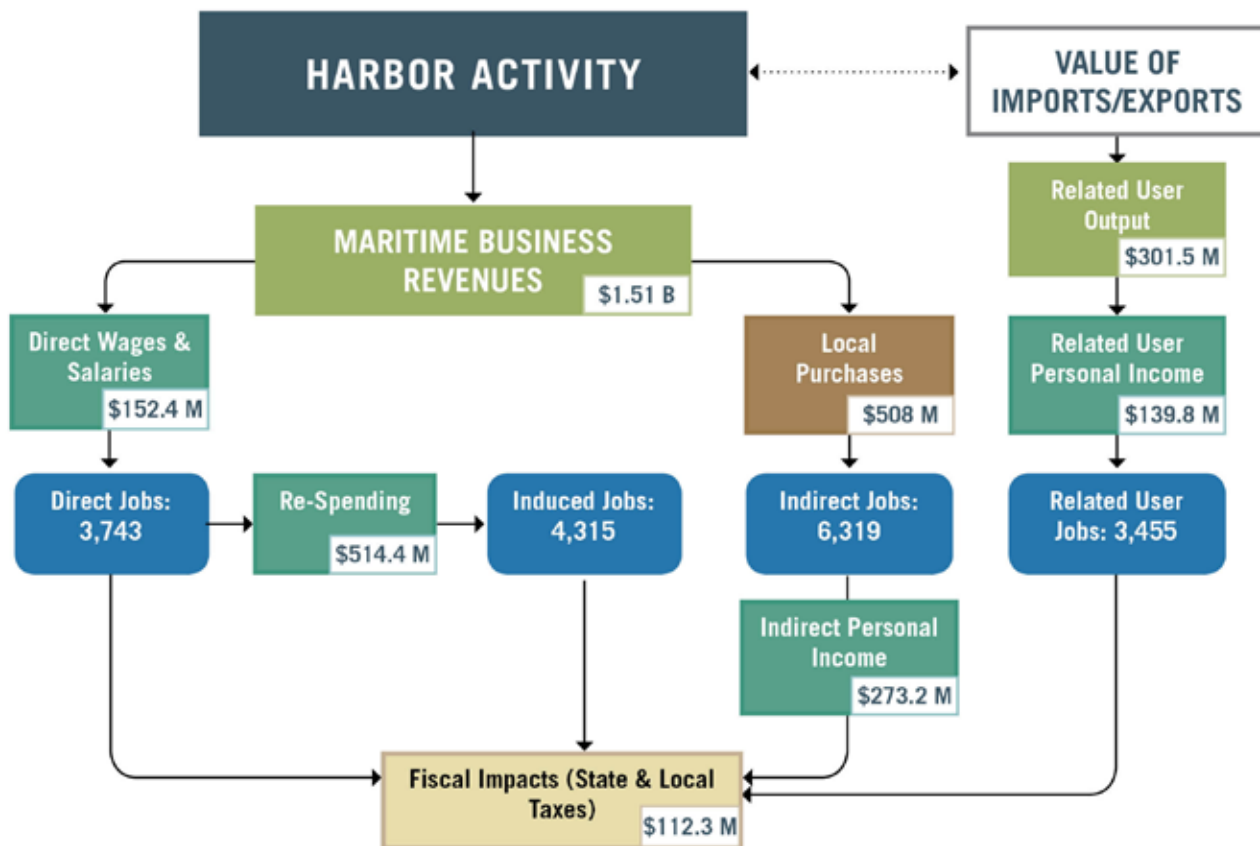 HARBOR ACTIVITY
VALUE OF
IMPORTS/EXPORTS
Related User
Output
$301.5 M
MARITIME BUSINESS
REVENUES
$1.51 B
Direct Wages &
Salaries
$152.4 M
Local
Purchases
$508 M
Related User
Personal Income
$139.8 M
Direct Jobs:
3,743
Re-Spending
$514.4 M
Induced Jobs:
4,315
Indirect Jobs:
6,319
Related User
Jobs: 3,455
Indirect Personal
Income
$273.2 M
Fiscal Impacts (State & Local
Taxes)
$112.3 M